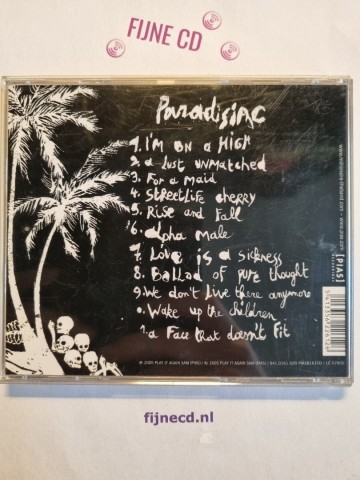 FIJNE CD
Paradisiac
1. I'm on a High
2. a Lust unmatched
3. For a maid
4. Streetlife cherry
5. Rise and Fall
6. alpha male
7. Love is a sickness
8. Ballad of pure thought
9. We don't Live there anymore
0. Wake up the children
1. a Face that doesn't Fit
[PIAS]
fijnecd.nl